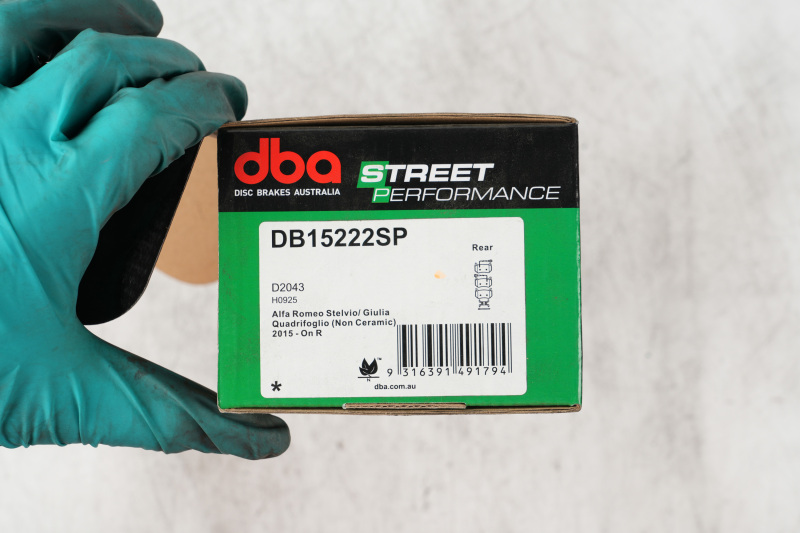 dba
DISC BRAKES AUSTRALIA
STREET
PERFORMANCE
DB15222SP
Rear
D2043
H0925
Alfa Romeo Stelvio/ Giulia
Quadrifoglio (Non Ceramic)
2015 - On R
™
N
9 316391 491794
*
dba.com.au